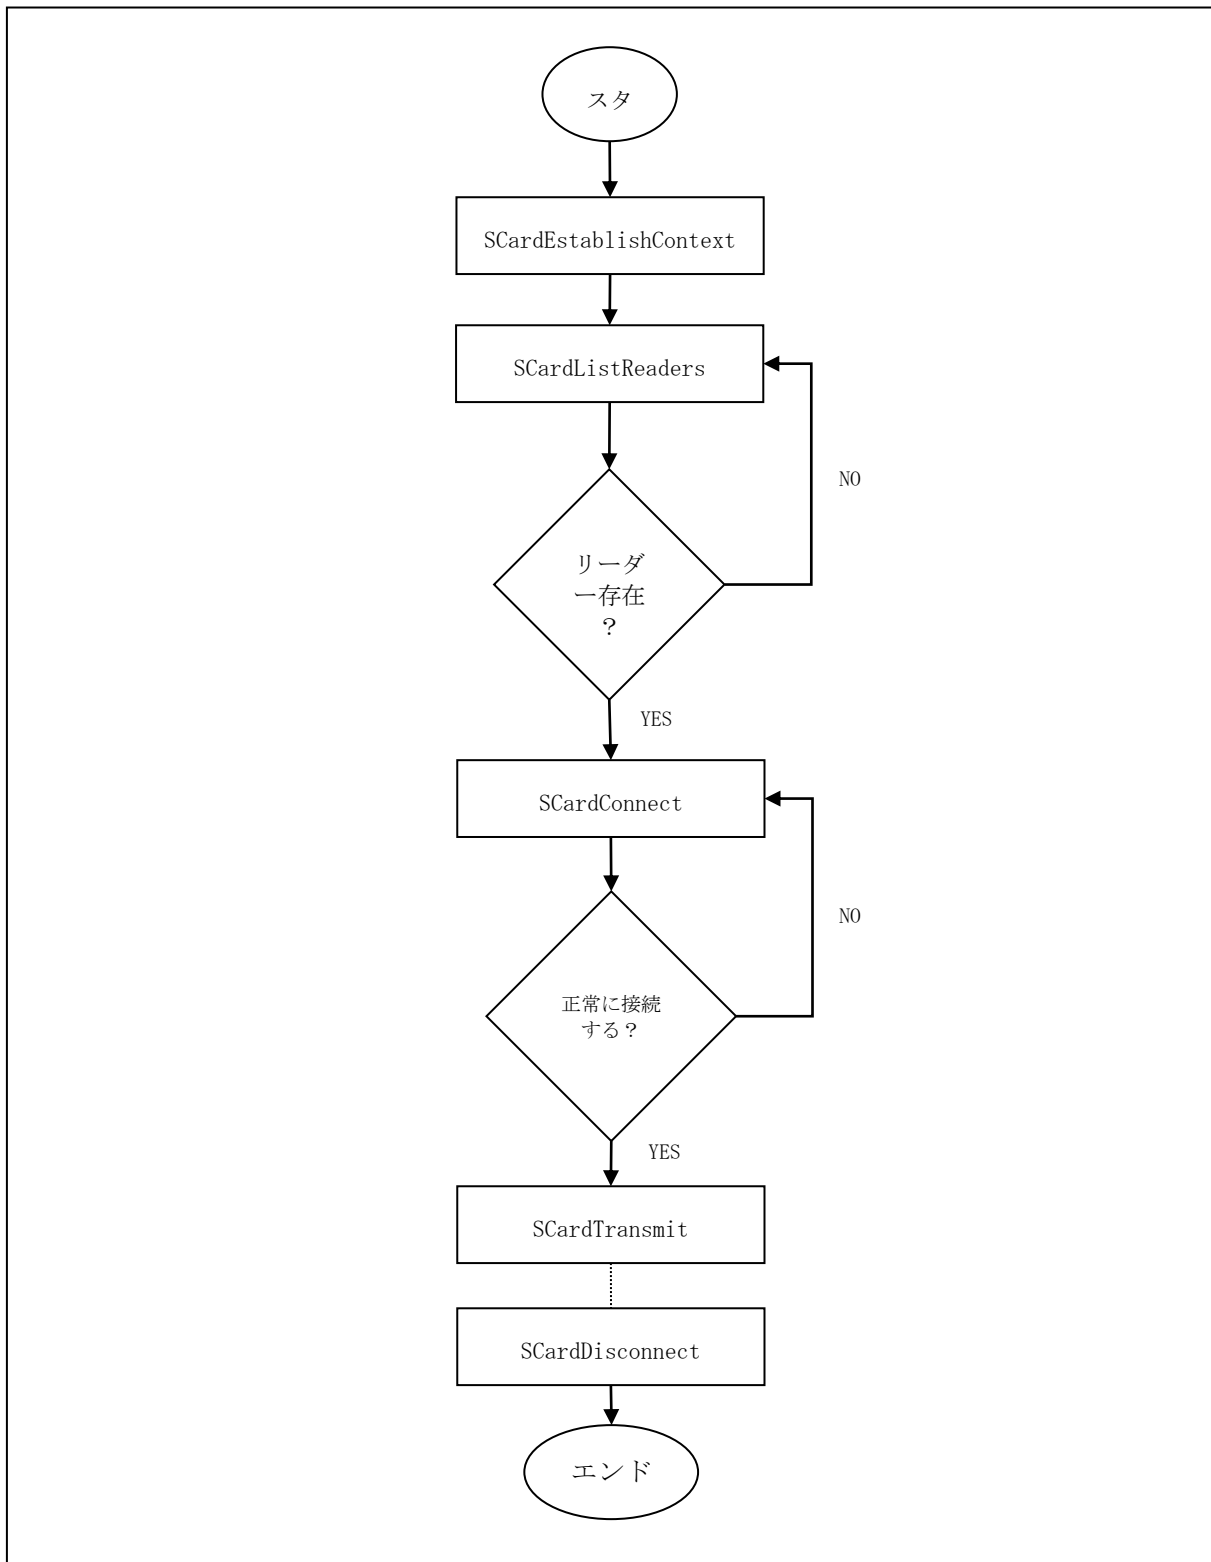 スタ
SCardEstablishContext
SCardListReaders
NO
リーダ
ー存在
？
YES
SCardConnect
NO
正常に接続
する？
YES
SCardTransmit
SCardDisconnect
エンド